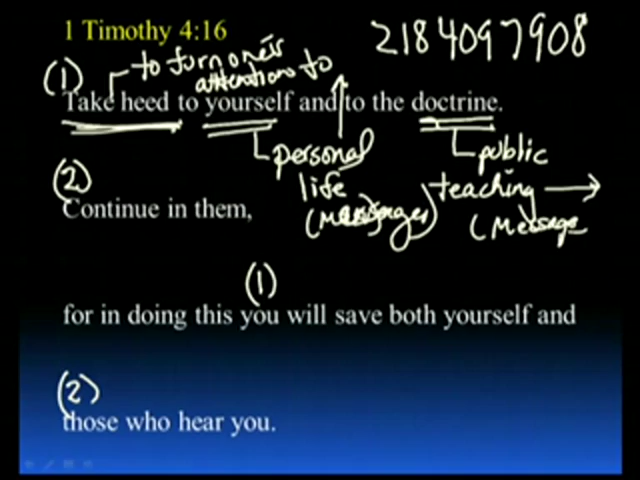 1 Timothy 4:16
2184097908
(1) to turn one's
attentions to
Take heed to yourself and to the doctrine.
personal
life
public
teaching
(2)
(Message
Continue in them,
(1)
for in doing this you will save both yourself and
(2)
those who hear you.